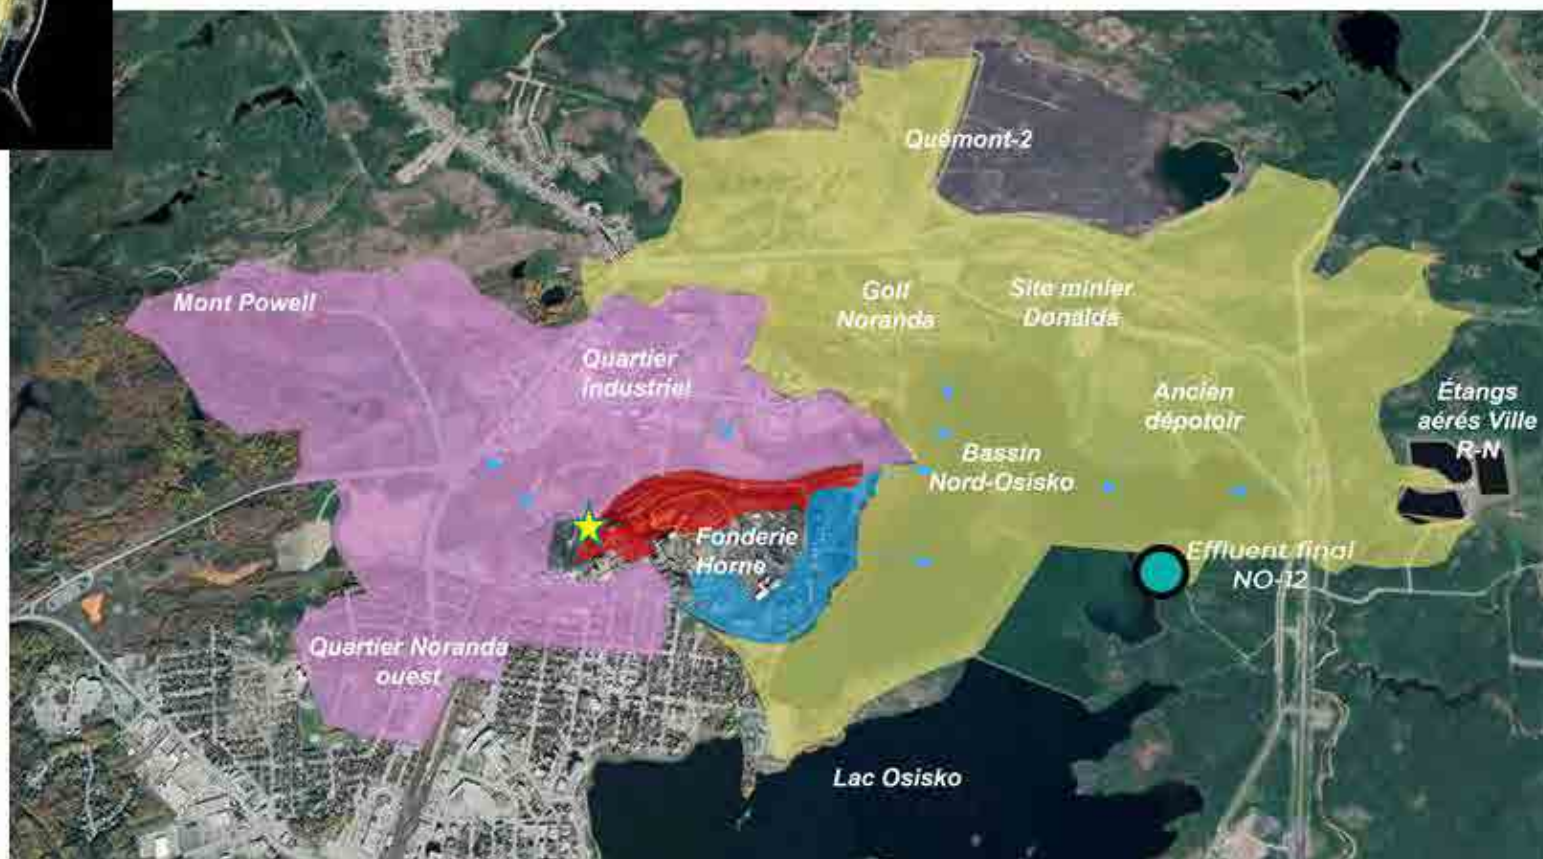 Quémont-2
Mont Powell
Golf
Noranda
Site minier
Donalda
Quartier
industriel
Ancien
dépotoir
Étangs
aérés Ville
R-N
Bassin
Nord-Osisko
Fonderie
Horne
Effluent final
NO-12
Quartier Noranda
ouest
Lac Osisko